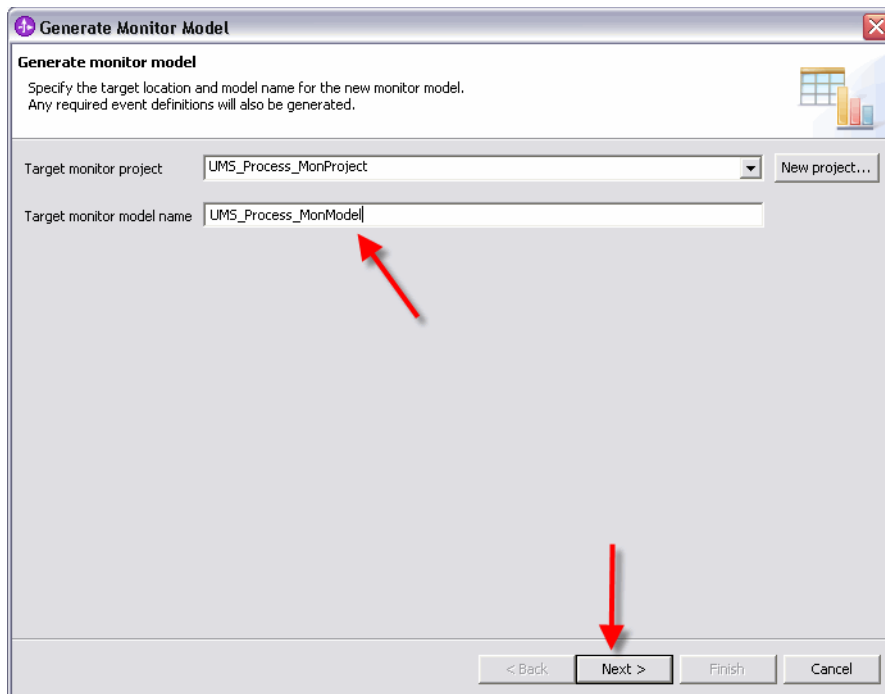 Generate Monitor Model
Generate monitor model
Specify the target location and model name for the new monitor model.
Any required event definitions will also be generated.
Target monitor project UMS_Process_MonProject New project...
Target monitor model name UMS_Process_MonModel
< Back Next > Finish Cancel